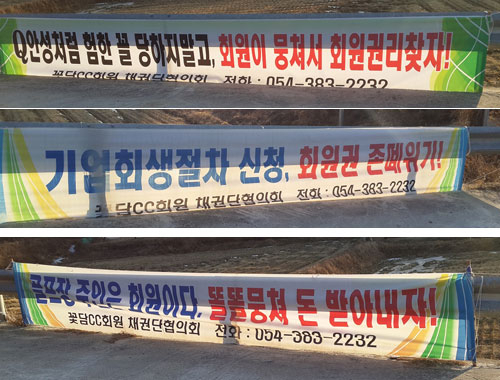 Q안성처럼 험한 꼴 당하지말고, 회원이 뭉쳐서 회원권리찾자!
꽃담CC회원 채권단협의회 전화 : 054-383-2232
기업회생절차 신청, 회원권 존폐위기!
꽃담CC회원 채권단협의회 전화 : 054-383-2232
골프장 주인은 회원이다. 똘똘뭉쳐 돈 받아내자!
꽃담CC회원 채권단협의회 전화 : 054-383-2232